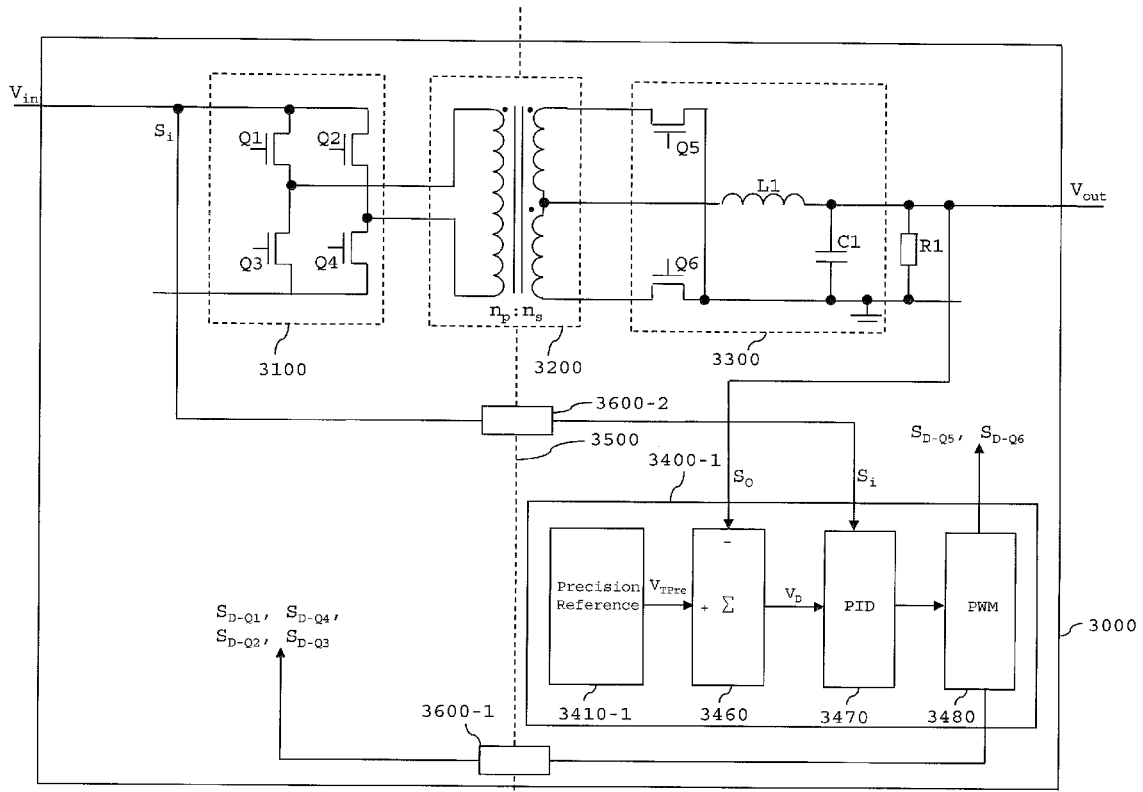 V_in
S_i
Q1
Q2
Q3
Q4
3100
n_p : n_s
3200
Q5
Q6
L1
C1
R1
V_out
3300
3600-2
3500
3400-1
S_O
S_i
S_D-Q5, S_D-Q6
Precision
Reference
V_TPre
-
+ Σ
V_D
PID
PWM
3410-1
3460
3470
3480
3000
S_D-Q1, S_D-Q4,
S_D-Q2, S_D-Q3
3600-1